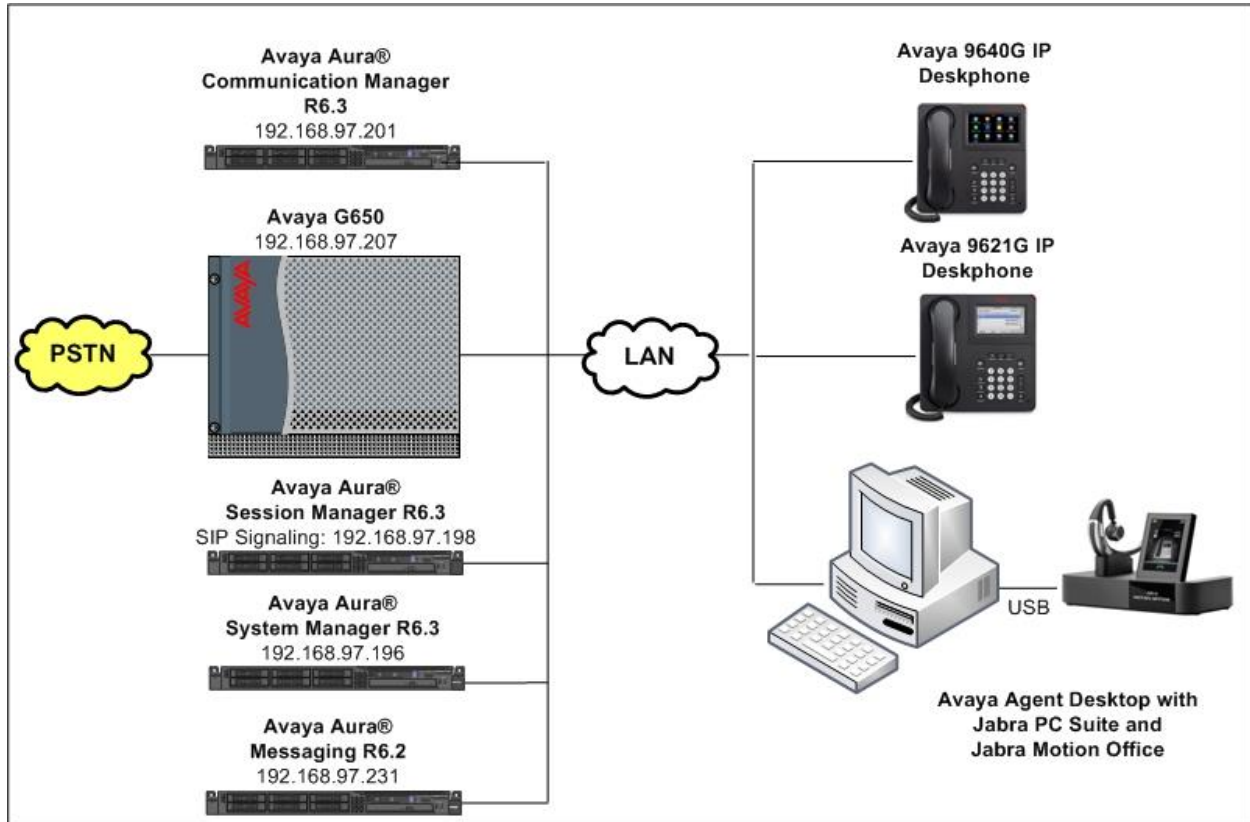 Avaya Aura®
Communication Manager
R6.3
192.168.97.201
Avaya G650
192.168.97.207
AVAYA
PSTN
Avaya Aura®
Session Manager R6.3
SIP Signaling: 192.168.97.198
Avaya Aura®
System Manager R6.3
192.168.97.196
Avaya Aura®
Messaging R6.2
192.168.97.231
LAN
Avaya 9640G IP
Deskphone
Avaya 9621G IP
Deskphone
USB
Avaya Agent Desktop with
Jabra PC Suite and
Jabra Motion Office